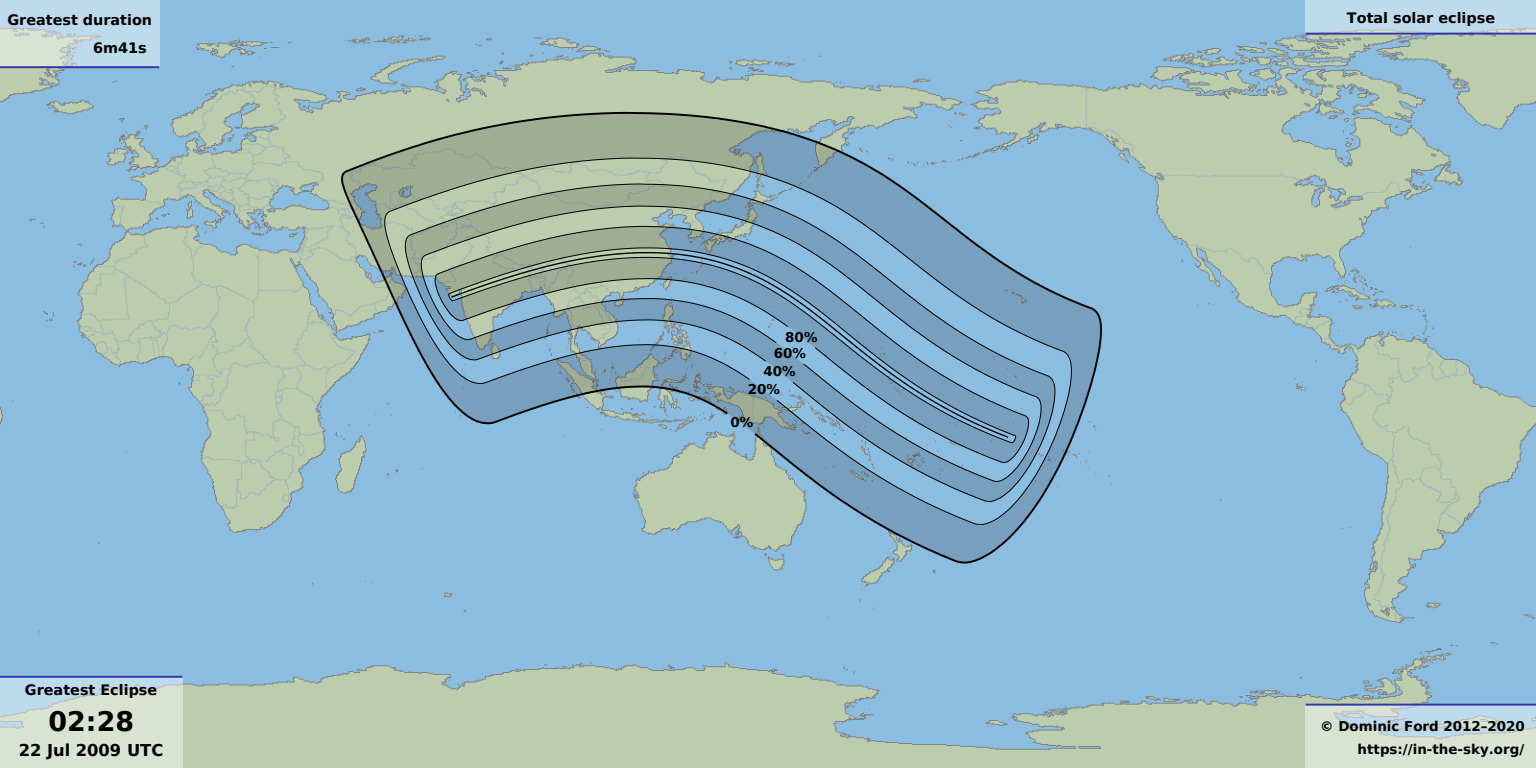 Greatest duration
6m41s
Total solar eclipse
80%
60%
40%
20%
0%
Greatest Eclipse
02:28
22 Jul 2009 UTC
© Dominic Ford 2012–2020
https://in-the-sky.org/